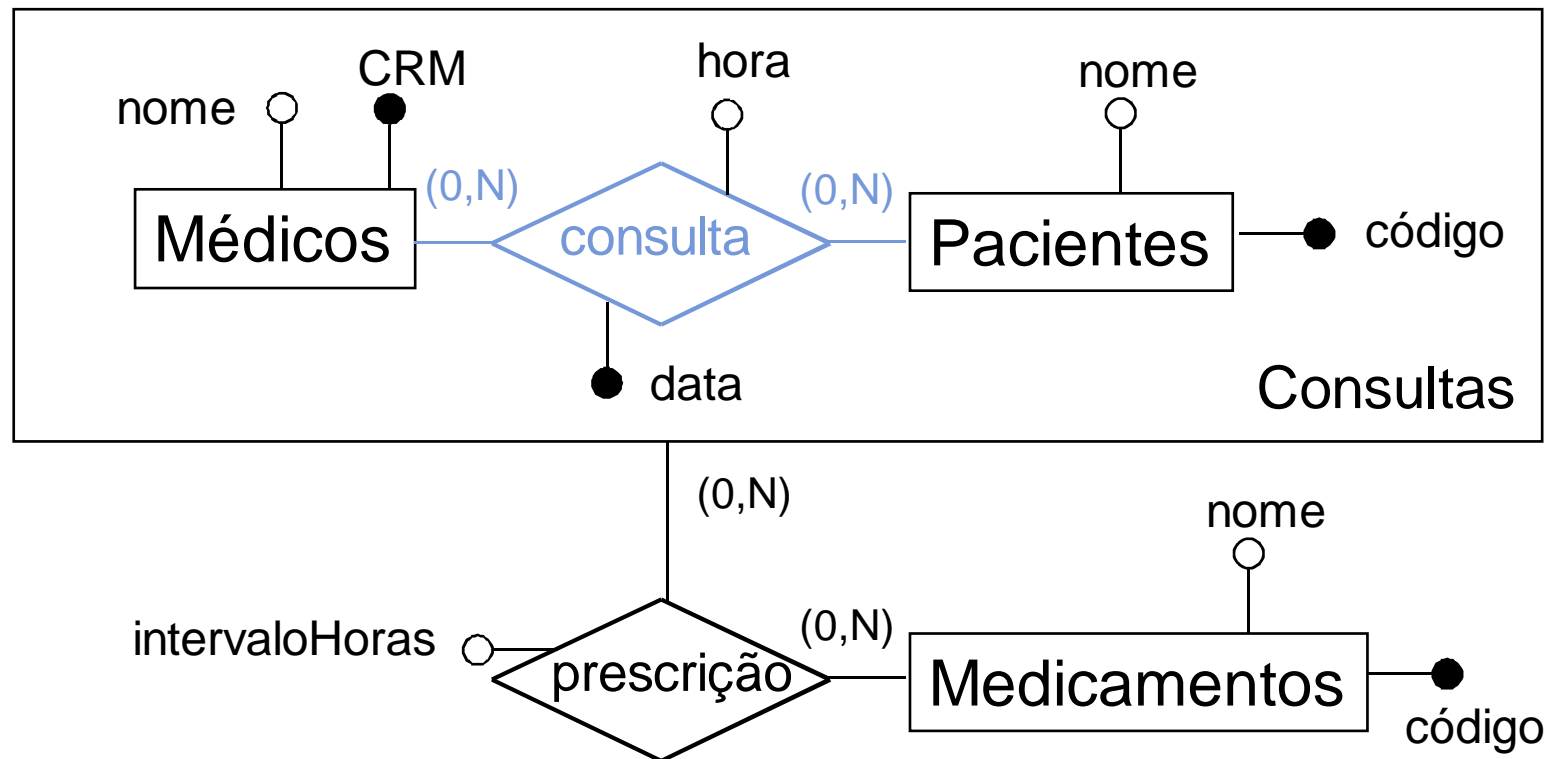 CRM
hora
nome
nome
(0,N)
(0,N)
Médicos
consulta
Pacientes
código
data
Consultas
(0,N)
nome
intervaloHoras
(0,N)
prescrição
Medicamentos
código